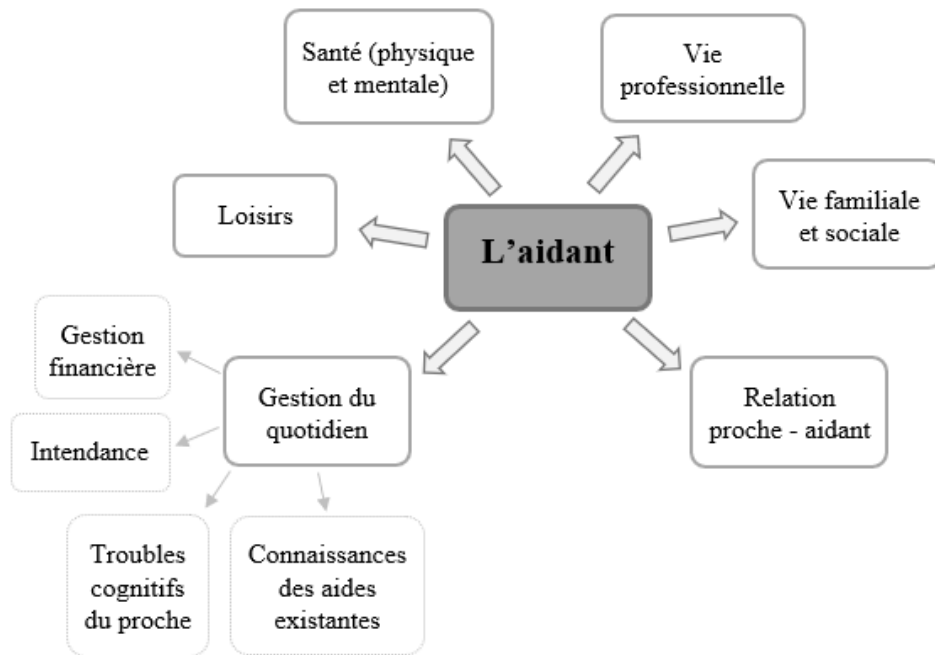 Santé (physique
et mentale)
Vie
professionnelle
Loisirs
L'aidant
Vie familiale
et sociale
Gestion
financière
Gestion du
quotidien
Relation
proche - aidant
Intendance
Troubles
cognitifs
du proche
Connaissances
des aides
existantes